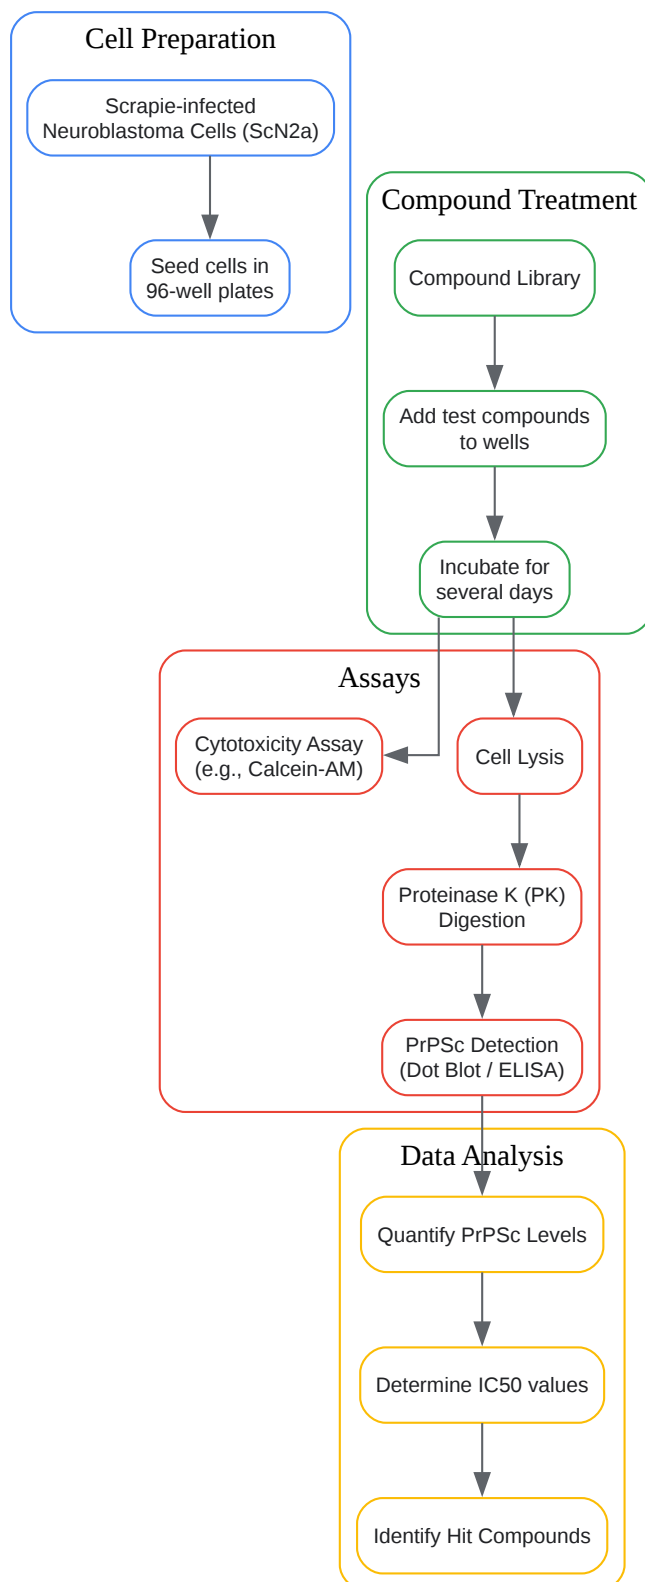 Cell Preparation
Scrapie-infected
Neuroblastoma Cells (ScN2a)
Seed cells in
96-well plates
Compound Treatment
Compound Library
Add test compounds
to wells
Incubate for
several days
Assays
Cytotoxicity Assay
(e.g., Calcein-AM)
Cell Lysis
Proteinase K (PK)
Digestion
PrPSc Detection
(Dot Blot / ELISA)
Data Analysis
Quantify PrPSc Levels
Determine IC50 values
Identify Hit Compounds